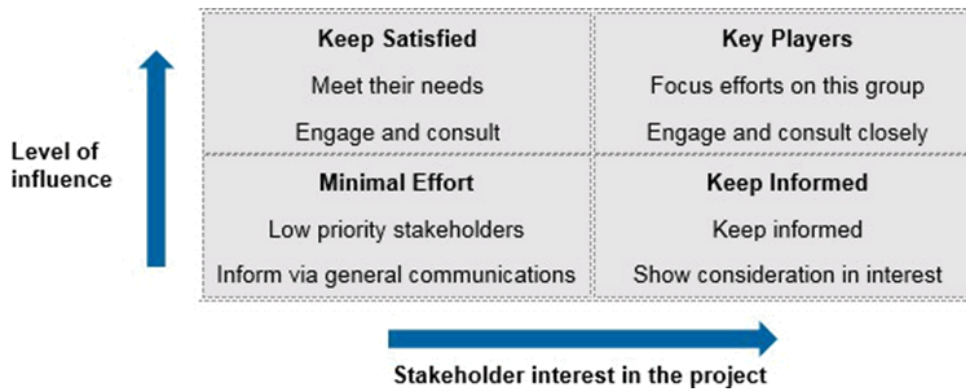 Keep Satisfied
Meet their needs
Engage and consult
Key Players
Focus efforts on this group
Engage and consult closely
Level of
influence
Minimal Effort
Low priority stakeholders
Inform via general communications
Keep Informed
Keep informed
Show consideration in interest
Stakeholder interest in the project